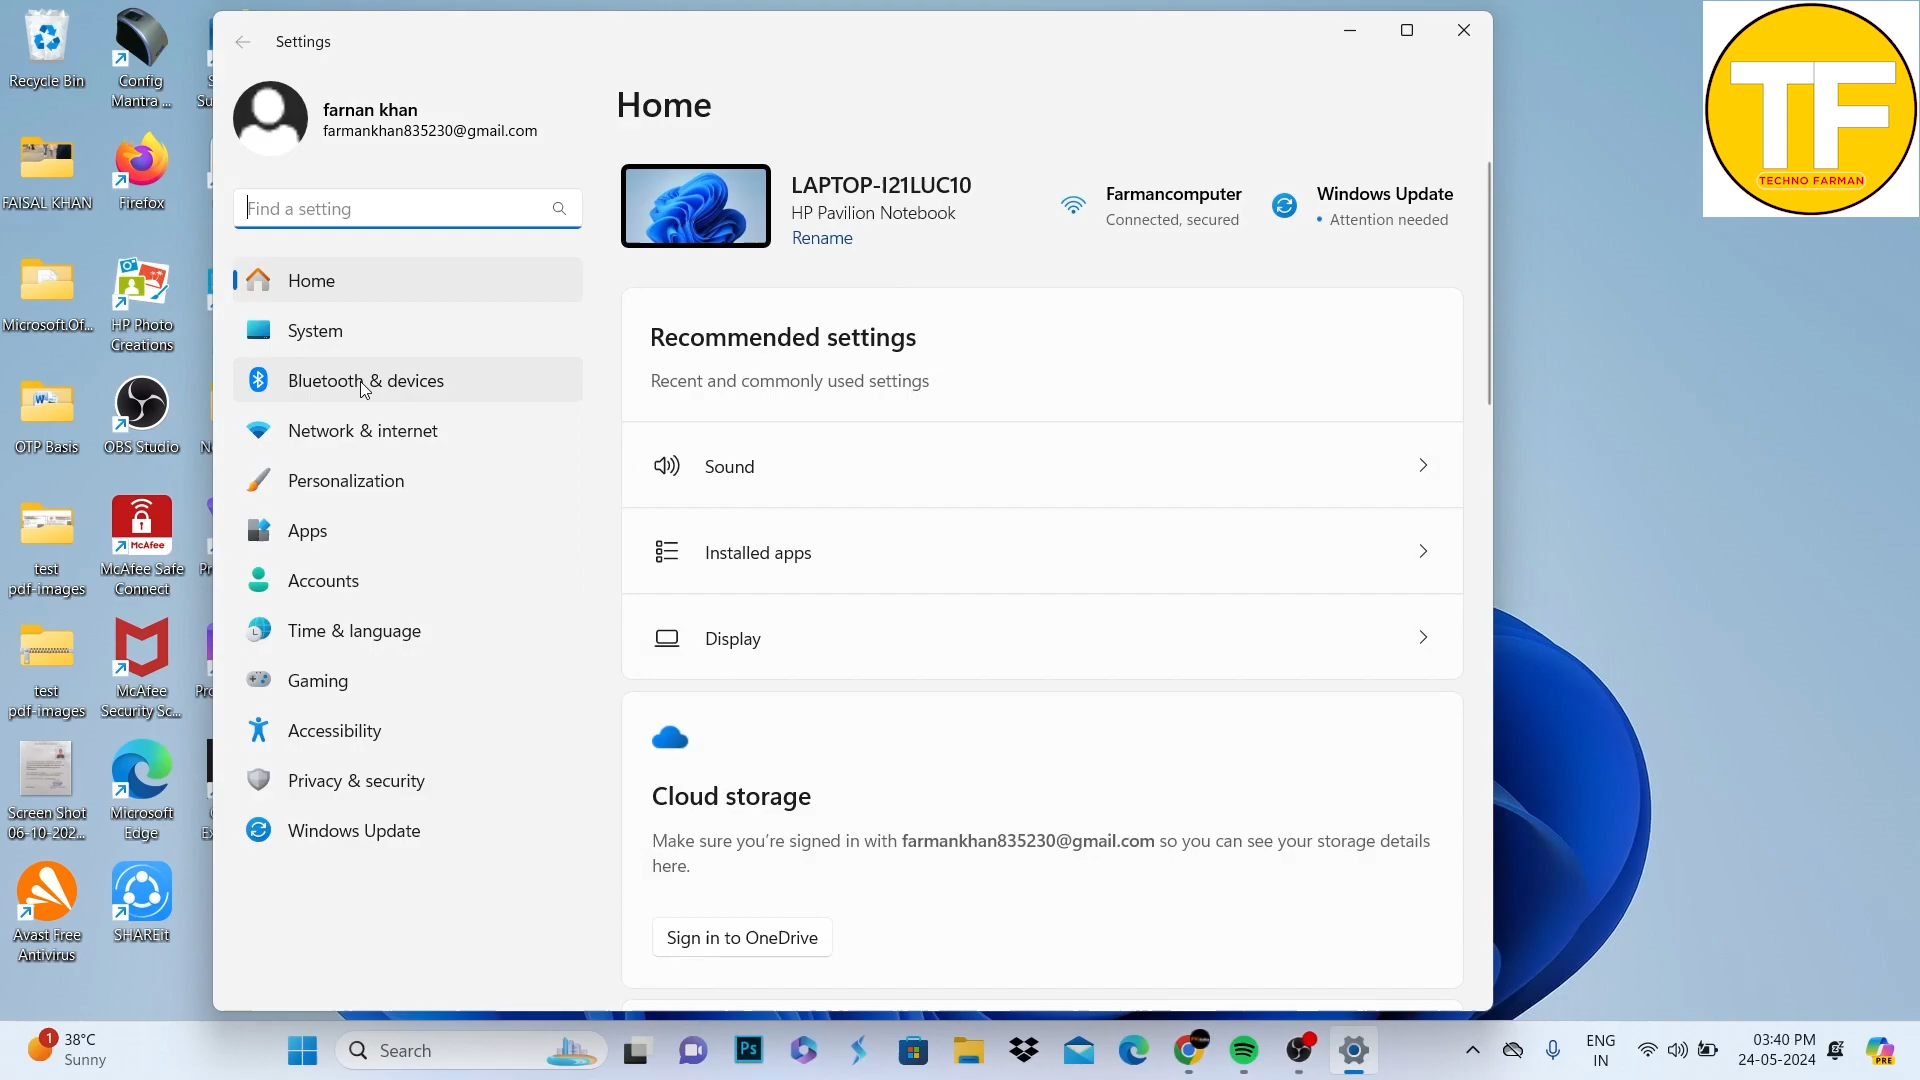 Recycle Bin
Config
Mantra ...
FAISAL KHAN
Firefox
Microsoft.Of...
HP Photo
Creations
OTP Basis
OBS Studio
test
pdf-images
McAfee
McAfee Safe
Connect
test
pdf-images
McAfee
Security Sc...
Screen Shot
06-10-202...
Microsoft
Edge
Avast Free
Antivirus
SHAREit
Settings
farnan khan
farmankhan835230@gmail.com
Find a setting
Home
System
Bluetooth & devices
Network & internet
Personalization
Apps
Accounts
Time & language
Gaming
Accessibility
Privacy & security
Windows Update
Home
LAPTOP-I21LUC10
HP Pavilion Notebook
Rename
Farmancomputer
Connected, secured
Windows Update
• Attention needed
Recommended settings
Recent and commonly used settings
Sound
Installed apps
Display
Cloud storage
Make sure you're signed in with farmankhan835230@gmail.com so you can see your storage details
here.
Sign in to OneDrive
TF
TECHNO FARMAN
1
38°C
Sunny
Search
Ps
ENG
IN
03:40 PM
24-05-2024
PRE